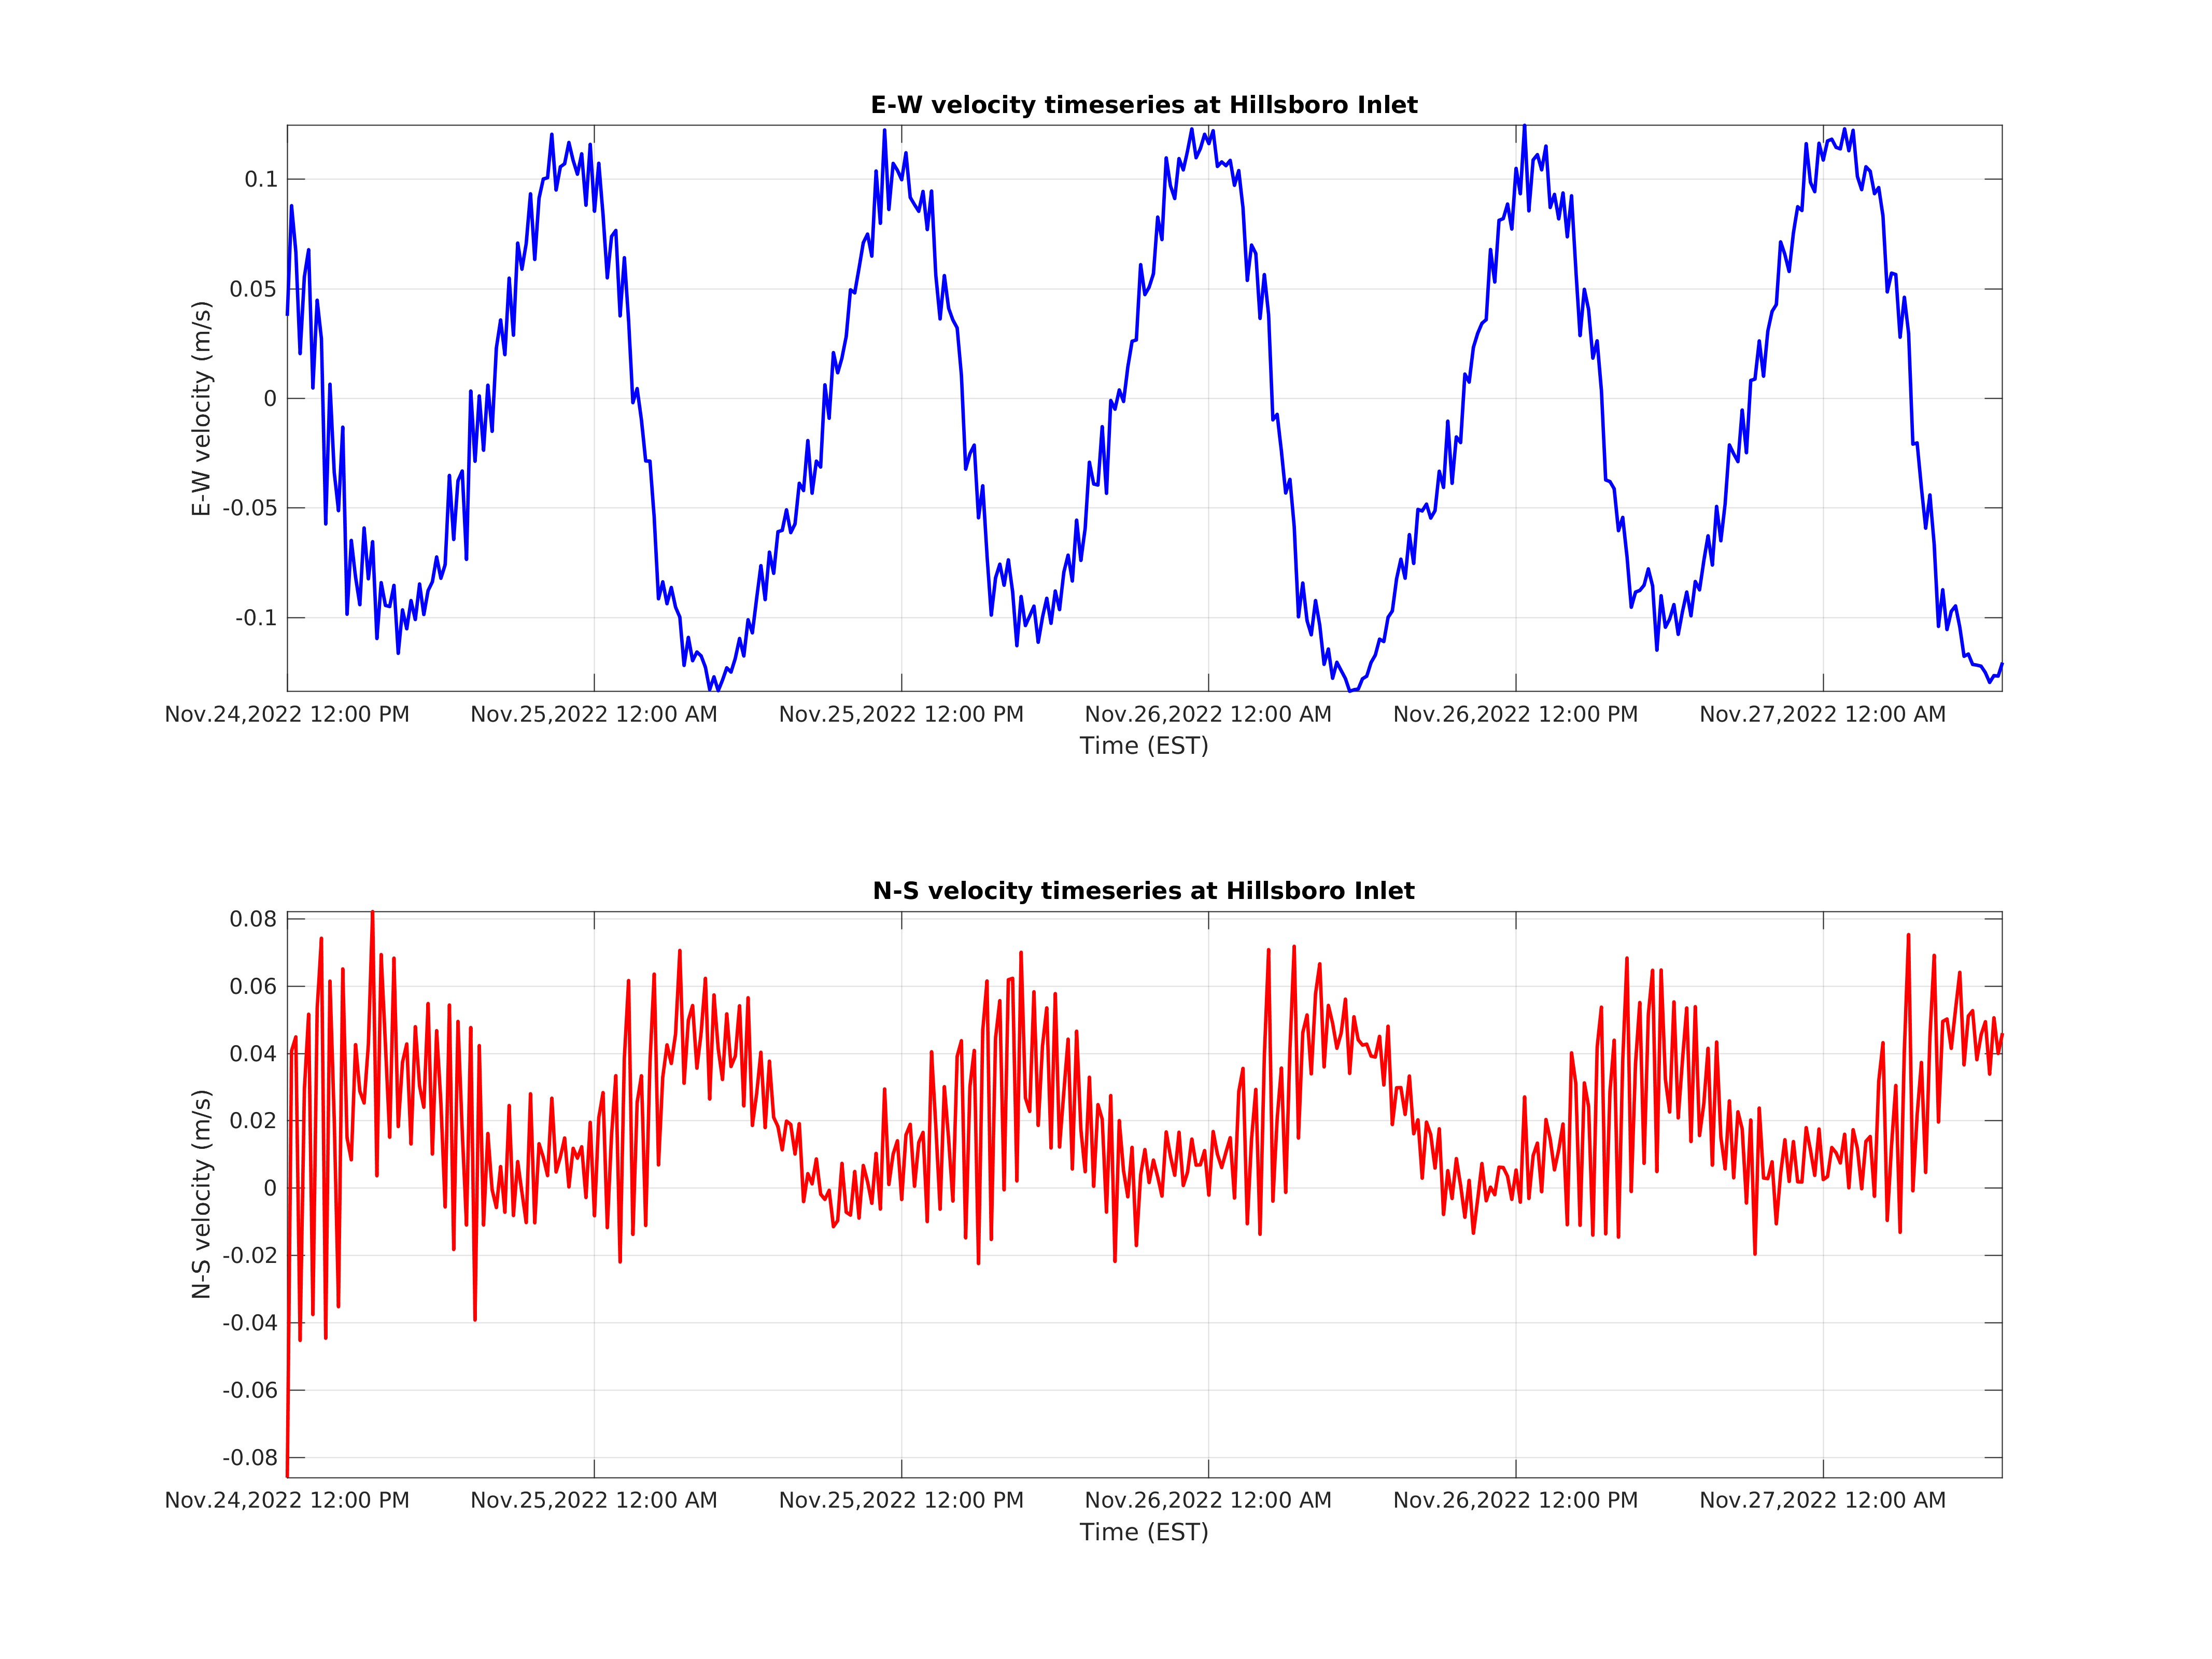 E-W velocity timeseries at Hillsboro Inlet
0.1
0.05
0
-0.05
-0.1
E-W velocity (m/s)
Nov.24,2022 12:00 PM Nov.25,2022 12:00 AM Nov.25,2022 12:00 PM Nov.26,2022 12:00 AM Nov.26,2022 12:00 PM Nov.27,2022 12:00 AM
Time (EST)
N-S velocity timeseries at Hillsboro Inlet
0.08
0.06
0.04
0.02
0
-0.02
-0.04
-0.06
-0.08
N-S velocity (m/s)
Nov.24,2022 12:00 PM Nov.25,2022 12:00 AM Nov.25,2022 12:00 PM Nov.26,2022 12:00 AM Nov.26,2022 12:00 PM Nov.27,2022 12:00 AM
Time (EST)